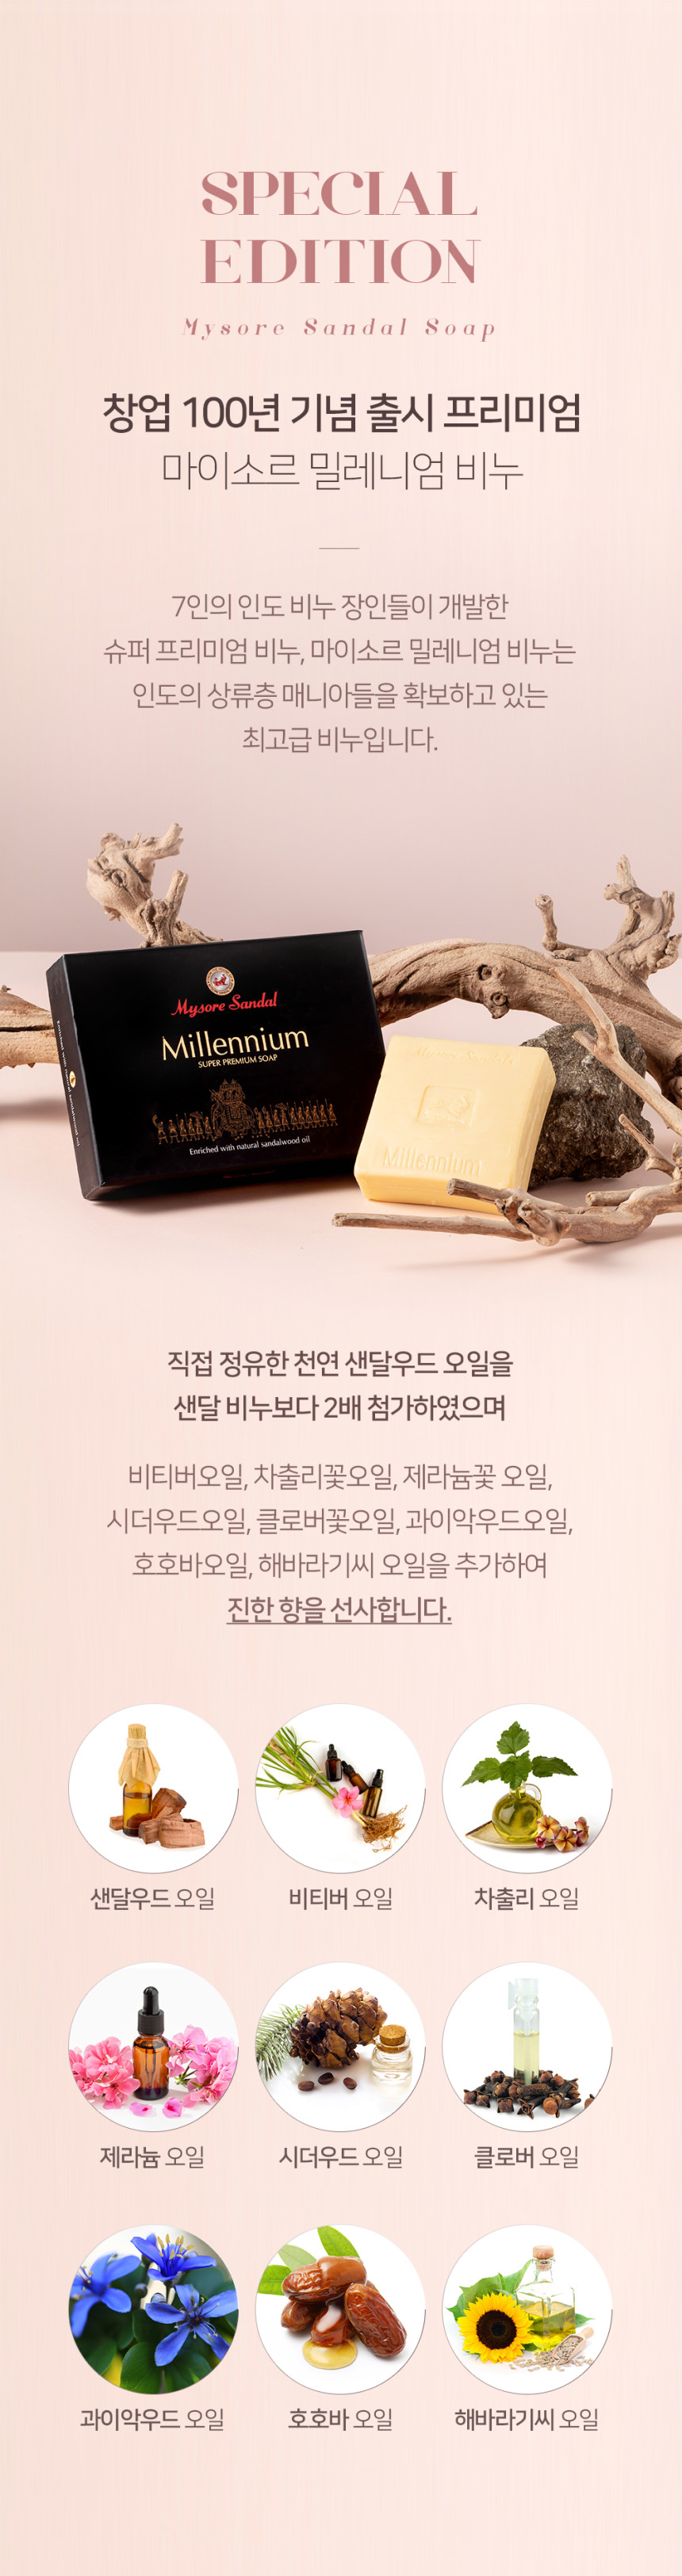 SPECIAL
EDITION
Mysore Sandal Soap
창업 100년 기념 출시 프리미엄
마이소르 밀레니엄 비누
7인의 인도 비누 장인들이 개발한
슈퍼 프리미엄 비누, 마이소르 밀레니엄 비누는
인도의 상류층 매니아들을 확보하고 있는
최고급 비누입니다.
Mysore Sandal
Millennium
SUPER PREMIUM SOAP
Enriched with natural sandalwood oil
Enriched with natural sandalwood oil
Millennium
직접 정유한 천연 샌달우드 오일을
샌달 비누보다 2배 첨가하였으며
비티버오일, 차출리꽃오일, 제라늄꽃 오일,
시더우드오일, 클로버꽃오일, 과이악우드오일,
호호바오일, 해바라기씨 오일을 추가하여
진한 향을 선사합니다.
샌달우드 오일
비티버 오일
차출리 오일
제라늄 오일
시더우드 오일
클로버 오일
과이악우드 오일
호호바 오일
해바라기씨 오일